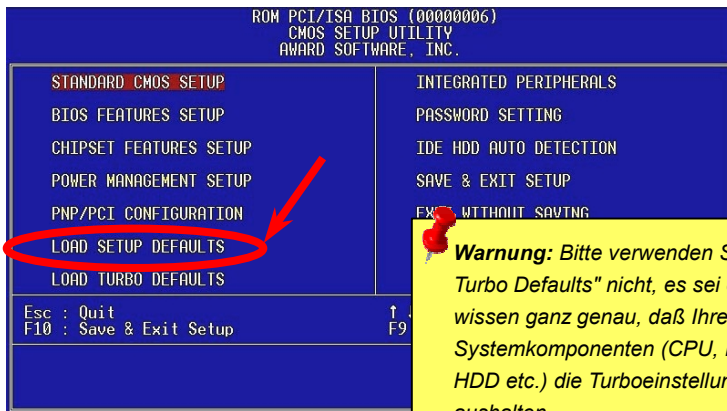 ROM PCI/ISA BIOS (00000006)
CMOS SETUP UTILITY
AWARD SOFTWARE, INC.
STANDARD CMOS SETUP
BIOS FEATURES SETUP
CHIPSET FEATURES SETUP
POWER MANAGEMENT SETUP
PNP/PCI CONFIGURATION
LOAD SETUP DEFAULTS
LOAD TURBO DEFAULTS
INTEGRATED PERIPHERALS
PASSWORD SETTING
IDE HDD AUTO DETECTION
SAVE & EXIT SETUP
WITHOUT SAVING
Esc : Quit
F10 : Save & Exit Setup
↑
F9
Warnung: Bitte verwenden
Turbo Defaults" nicht, es sei
wissen ganz genau, daß Ihre
Systemkomponenten (CPU,
HDD etc.) die